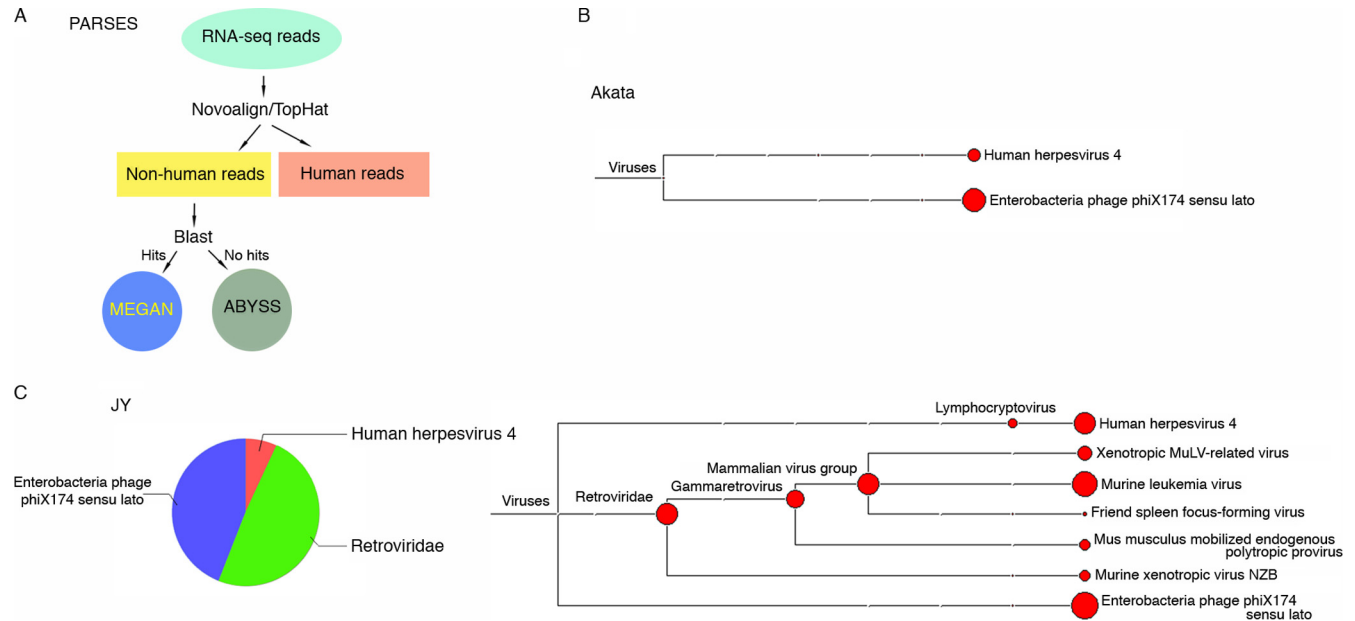 A
PARSES
RNA-seq reads
Novoalign/TopHat
Non-human reads
Human reads
Blast
Hits
No hits
MEGAN
ABYSS
B
Akata
Viruses
Human herpesvirus 4
Enterobacteria phage phiX174 sensu lato
C
JY
Human herpesvirus 4
Enterobacteria phage
phiX174 sensu lato
Retroviridae
Viruses
Lymphocryptovirus
Human herpesvirus 4
Retroviridae
Gammaretrovirus
Mammalian virus group
Xenotropic MuLV-related virus
Murine leukemia virus
Friend spleen focus-forming virus
Mus musculus mobilized endogenous
polytropic provirus
Murine xenotropic virus NZB
Enterobacteria phage phiX174
sensu lato